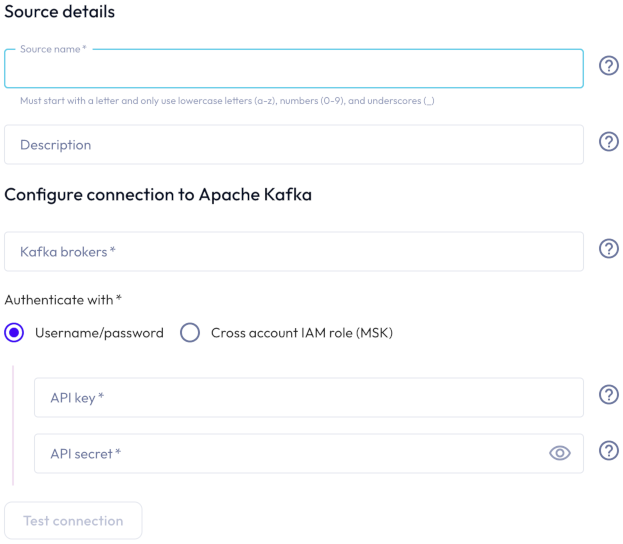 Source details
Source name *
Must start with a letter and only use lowercase letters (a-z), numbers (0-9), and underscores (_)
Description
Configure connection to Apache Kafka
Kafka brokers *
Authenticate with *
Username/password
Cross account IAM role (MSK)
API key *
API secret *
Test connection